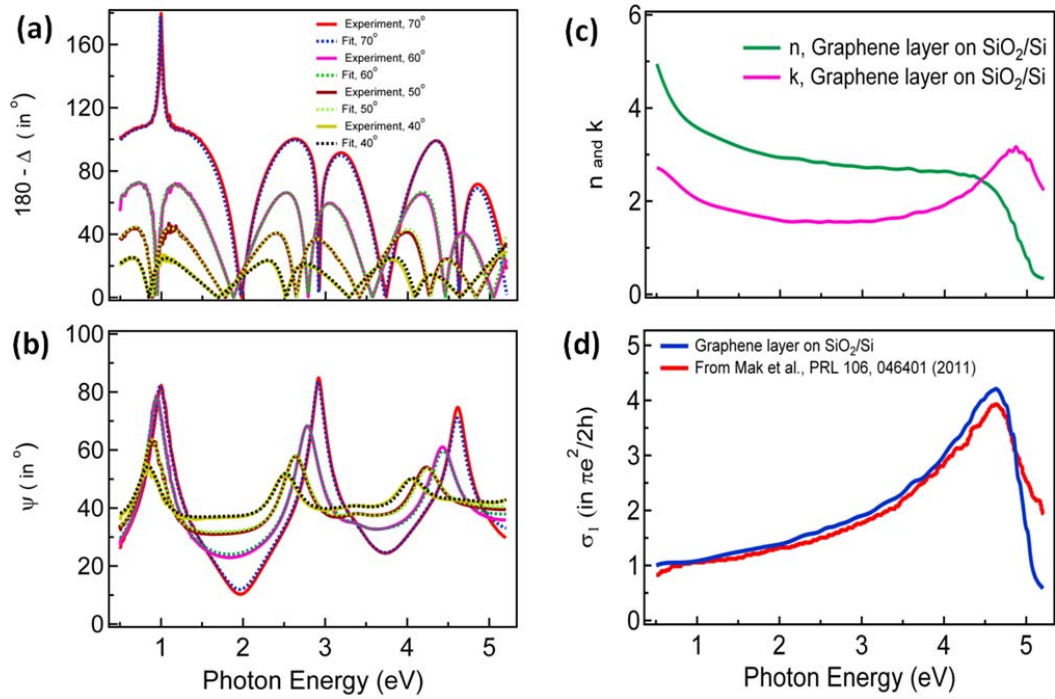 (a)
180 - Δ ( in °)
160
120
80
40
0
Experiment, 70°
Fit, 70°
Experiment, 60°
Fit, 60°
Experiment, 50°
Fit, 50°
Experiment, 40°
Fit, 40°
(b)
ψ ( in °)
100
80
60
40
20
0
1 2 3 4 5
Photon Energy (eV)
(c)
n and k
6
4
2
0
n, Graphene layer on SiO₂/Si
k, Graphene layer on SiO₂/Si
(d)
σ₁ (in πe²/2h)
5
4
3
2
1
0
Graphene layer on SiO₂/Si
From Mak et al., PRL 106, 046401 (2011)
1 2 3 4 5
Photon Energy (eV)